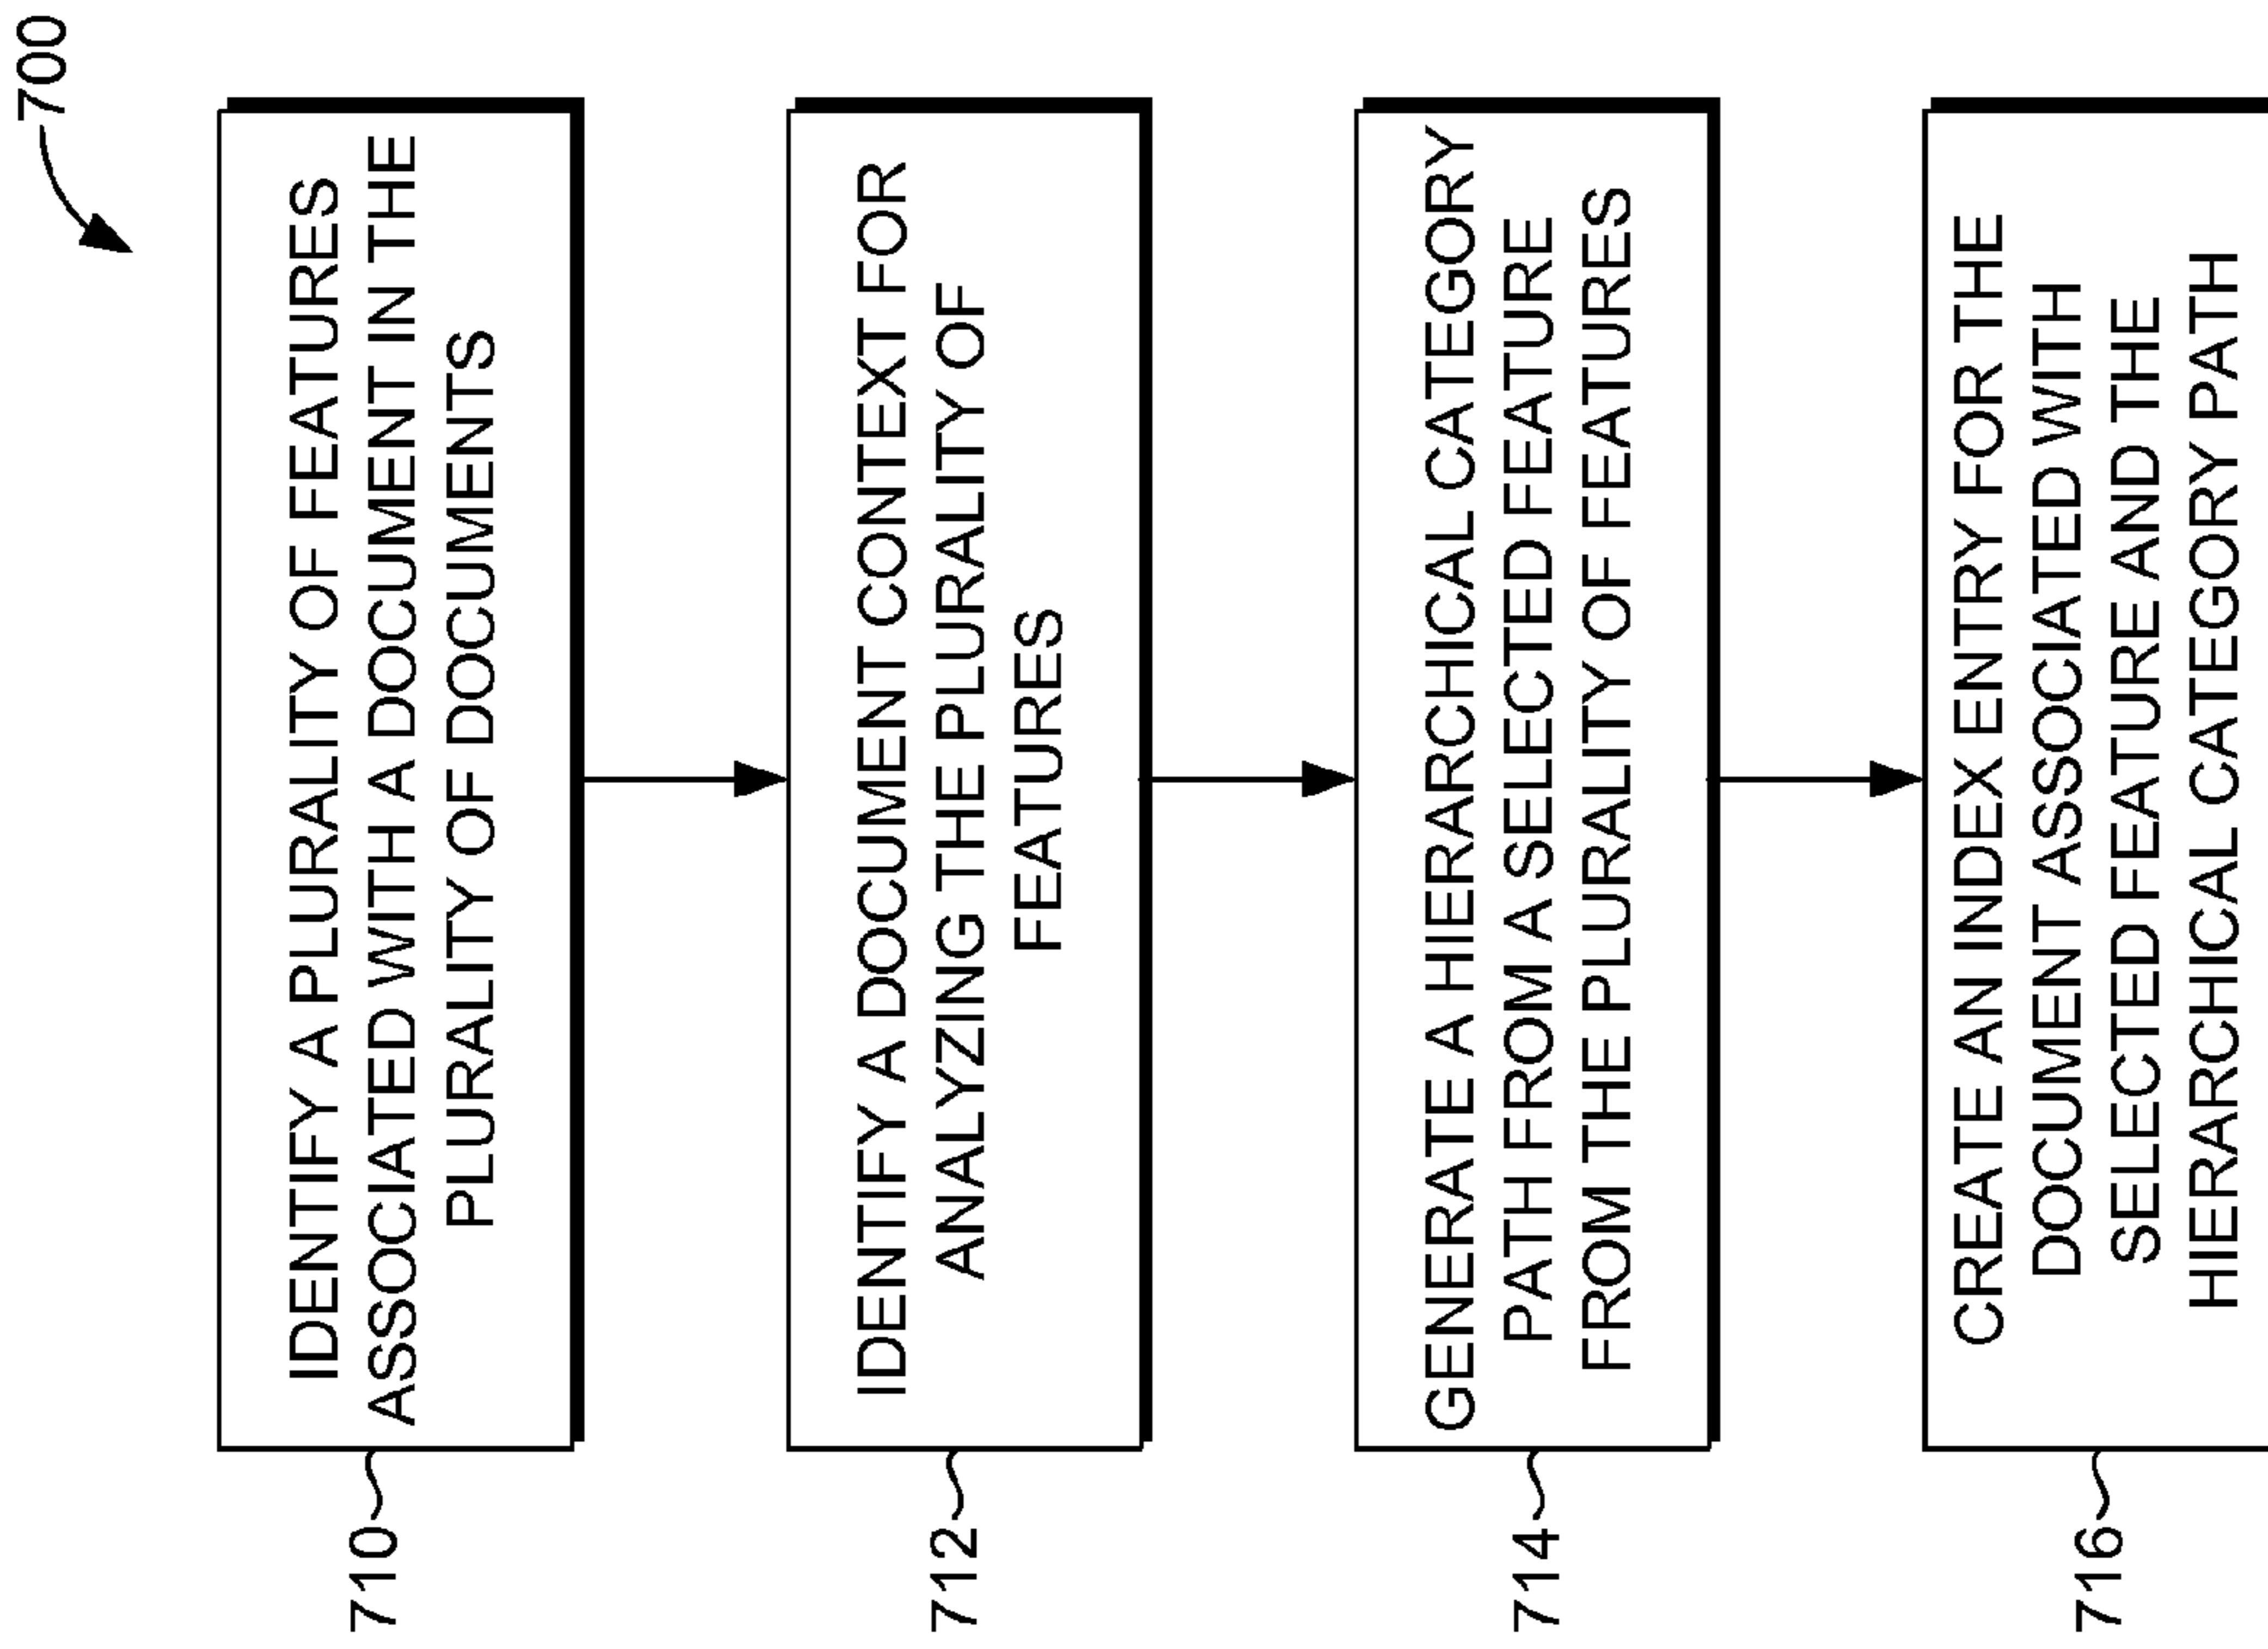 700
710
IDENTIFY A PLURALITY OF FEATURES
ASSOCIATED WITH A DOCUMENT IN THE
PLURALITY OF DOCUMENTS
712
IDENTIFY A DOCUMENT CONTEXT FOR
ANALYZING THE PLURALITY OF
FEATURES
714
GENERATE A HIERARCHICAL CATEGORY
PATH FROM A SELECTED FEATURE
FROM THE PLURALITY OF FEATURES
716
CREATE AN INDEX ENTRY FOR THE
DOCUMENT ASSOCIATED WITH
SELECTED FEATURE AND THE
HIERARCHICAL CATEGORY PATH